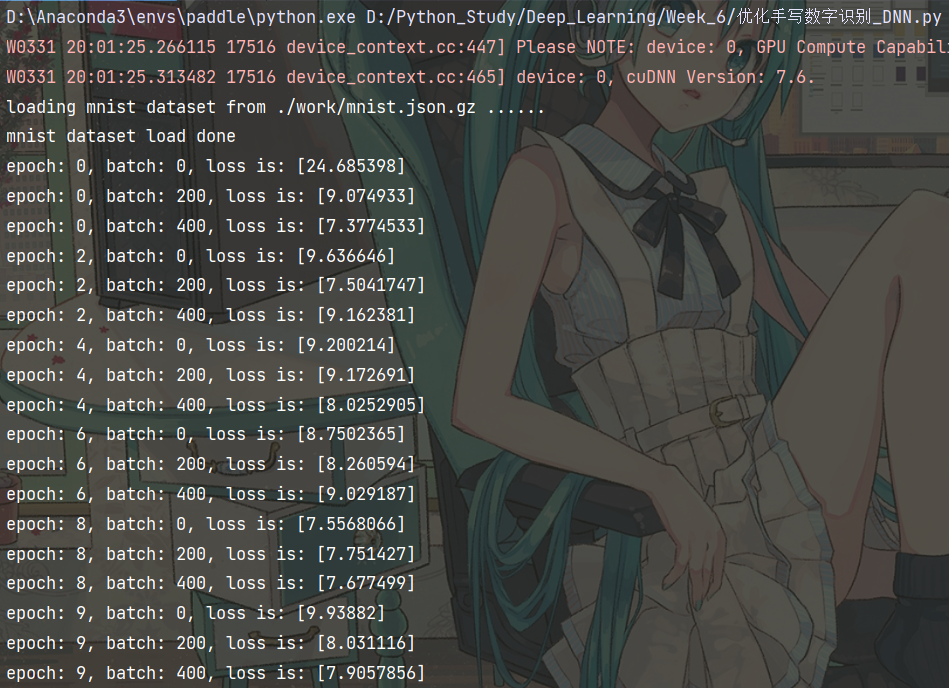 D:\Anaconda3\envs\paddle\python.exe D:/Python_Study/Deep_Learning/Week_6/优化手写数字识别_DNN.py
W0331 20:01:25.266115 17516 device_context.cc:447] Please NOTE: device: 0, GPU Compute Capabili
W0331 20:01:25.313482 17516 device_context.cc:465] device: 0, cuDNN Version: 7.6.
loading mnist dataset from ./work/mnist.json.gz ......
mnist dataset load done
epoch: 0, batch: 0, loss is: [24.685398]
epoch: 0, batch: 200, loss is: [9.074933]
epoch: 0, batch: 400, loss is: [7.3774533]
epoch: 2, batch: 0, loss is: [9.636646]
epoch: 2, batch: 200, loss is: [7.5041747]
epoch: 2, batch: 400, loss is: [9.162381]
epoch: 4, batch: 0, loss is: [9.200214]
epoch: 4, batch: 200, loss is: [9.172691]
epoch: 4, batch: 400, loss is: [8.0252905]
epoch: 6, batch: 0, loss is: [8.7502365]
epoch: 6, batch: 200, loss is: [8.260594]
epoch: 6, batch: 400, loss is: [9.029187]
epoch: 8, batch: 0, loss is: [7.5568066]
epoch: 8, batch: 200, loss is: [7.751427]
epoch: 8, batch: 400, loss is: [7.677499]
epoch: 9, batch: 0, loss is: [9.93882]
epoch: 9, batch: 200, loss is: [8.031116]
epoch: 9, batch: 400, loss is: [7.9057856]